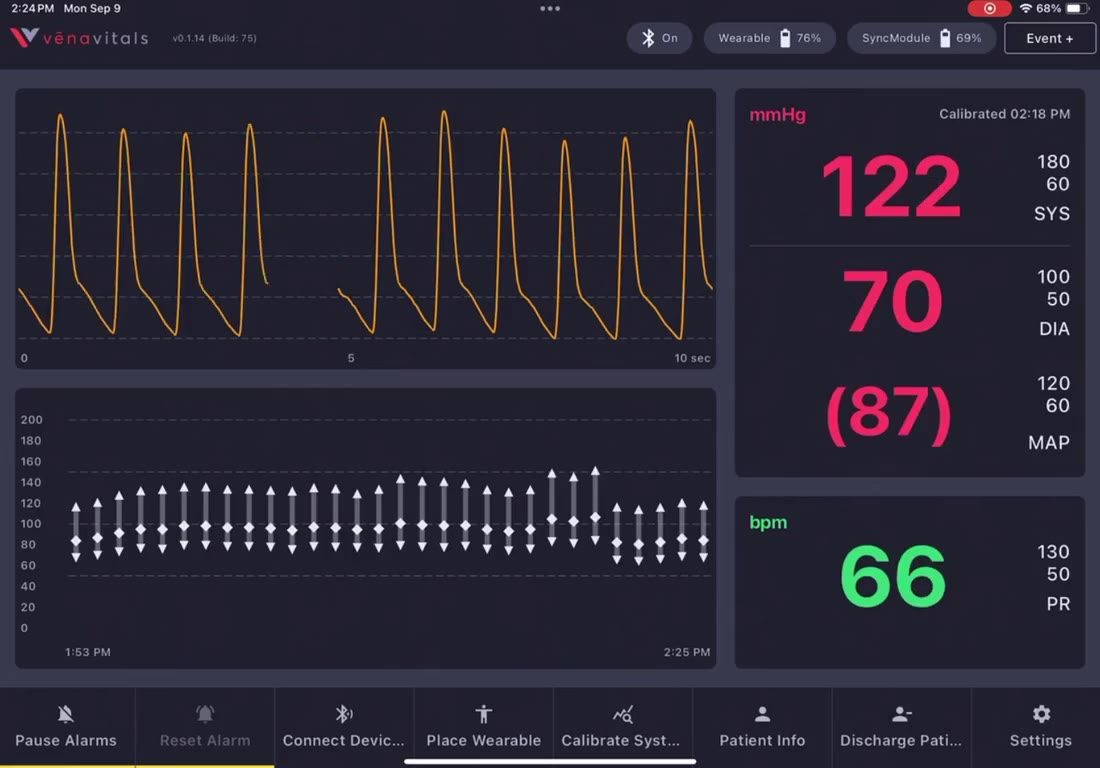 2:24 PM Mon Sep 9
68%
vēnavitals v0.1.14 (Build: 75)
On
Wearable 76%
SyncModule 69%
Event +
0 5 10 sec
mmHg Calibrated 02:18 PM
122
180
60
SYS
70
100
50
DIA
(87)
120
60
MAP
200
180
160
140
120
100
80
60
40
20
0
1:53 PM 2:25 PM
bpm
66
130
50
PR
Pause Alarms
Reset Alarm
Connect Devic...
Place Wearable
Calibrate Syst...
Patient Info
Discharge Pati...
Settings